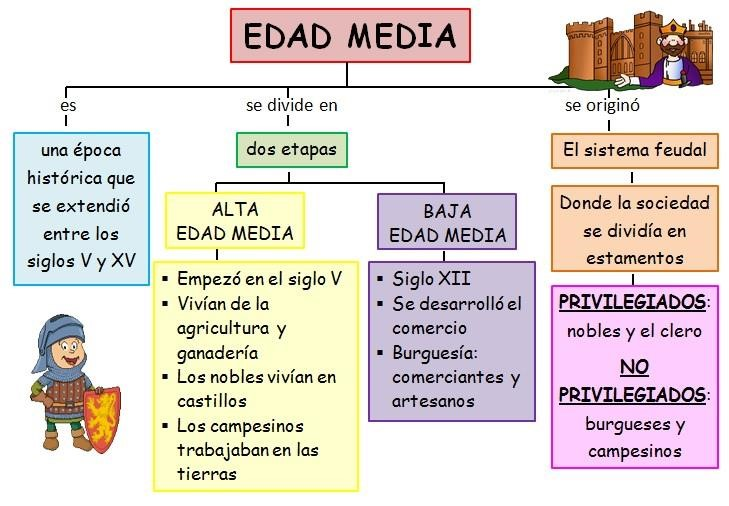 EDAD MEDIA
es
se divide en
se originó
una época
histórica que
se extendió
entre los
siglos V y XV
dos etapas
ALTA
EDAD MEDIA
▪ Empezó en el siglo V
▪ Vivían de la
agricultura y
ganadería
▪ Los nobles vivían en
castillos
▪ Los campesinos
trabajaban en las
tierras
BAJA
EDAD MEDIA
▪ Siglo XII
▪ Se desarrolló el
comercio
▪ Burguesía:
comerciantes y
artesanos
El sistema feudal
Donde la sociedad
se dividía en
estamentos
PRIVILEGIADOS:
nobles y el clero
NO
PRIVILEGIADOS:
burgueses y
campesinos